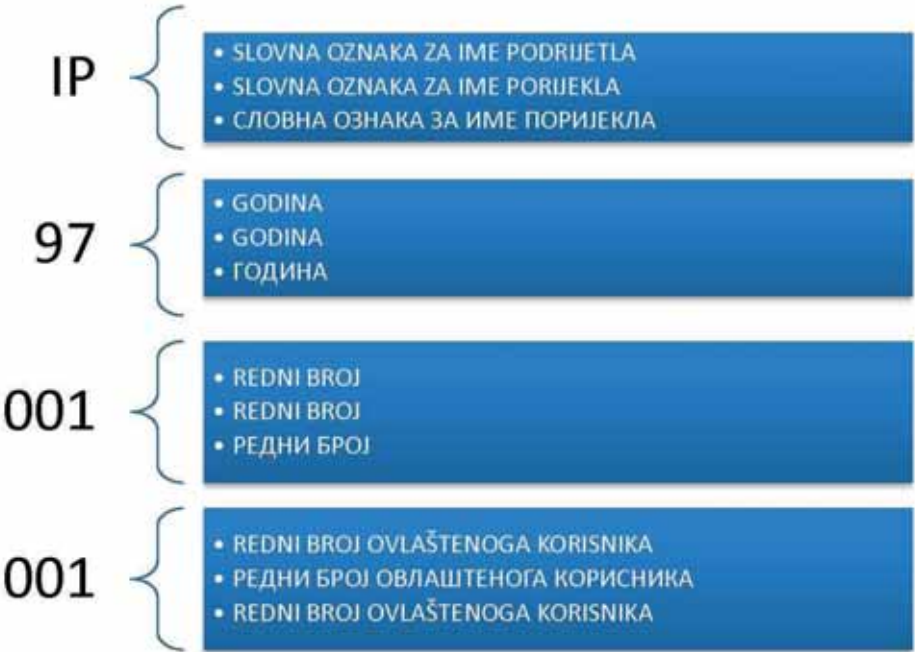 IP
• SLOVNA OZNAKA ZA IME PODRIJETLA
• SLOVNA OZNAKA ZA IME PORIJEKLA
• СЛОВНА ОЗНАКА ЗА ИМЕ ПОРИЈЕКЛА
97
• GODINA
• GODINA
• ГОДИНА
001
• REDNI BROJ
• REDNI BROJ
• РЕДНИ БРОЈ
001
• REDNI BROJ OVLAŠTENOGA KORISNIKA
• РЕДНИ БРОЈ ОВЛАШТЕНОГА КОРИСНИКА
• REDNI BROJ OVLAŠTENOGA KORISNIKA